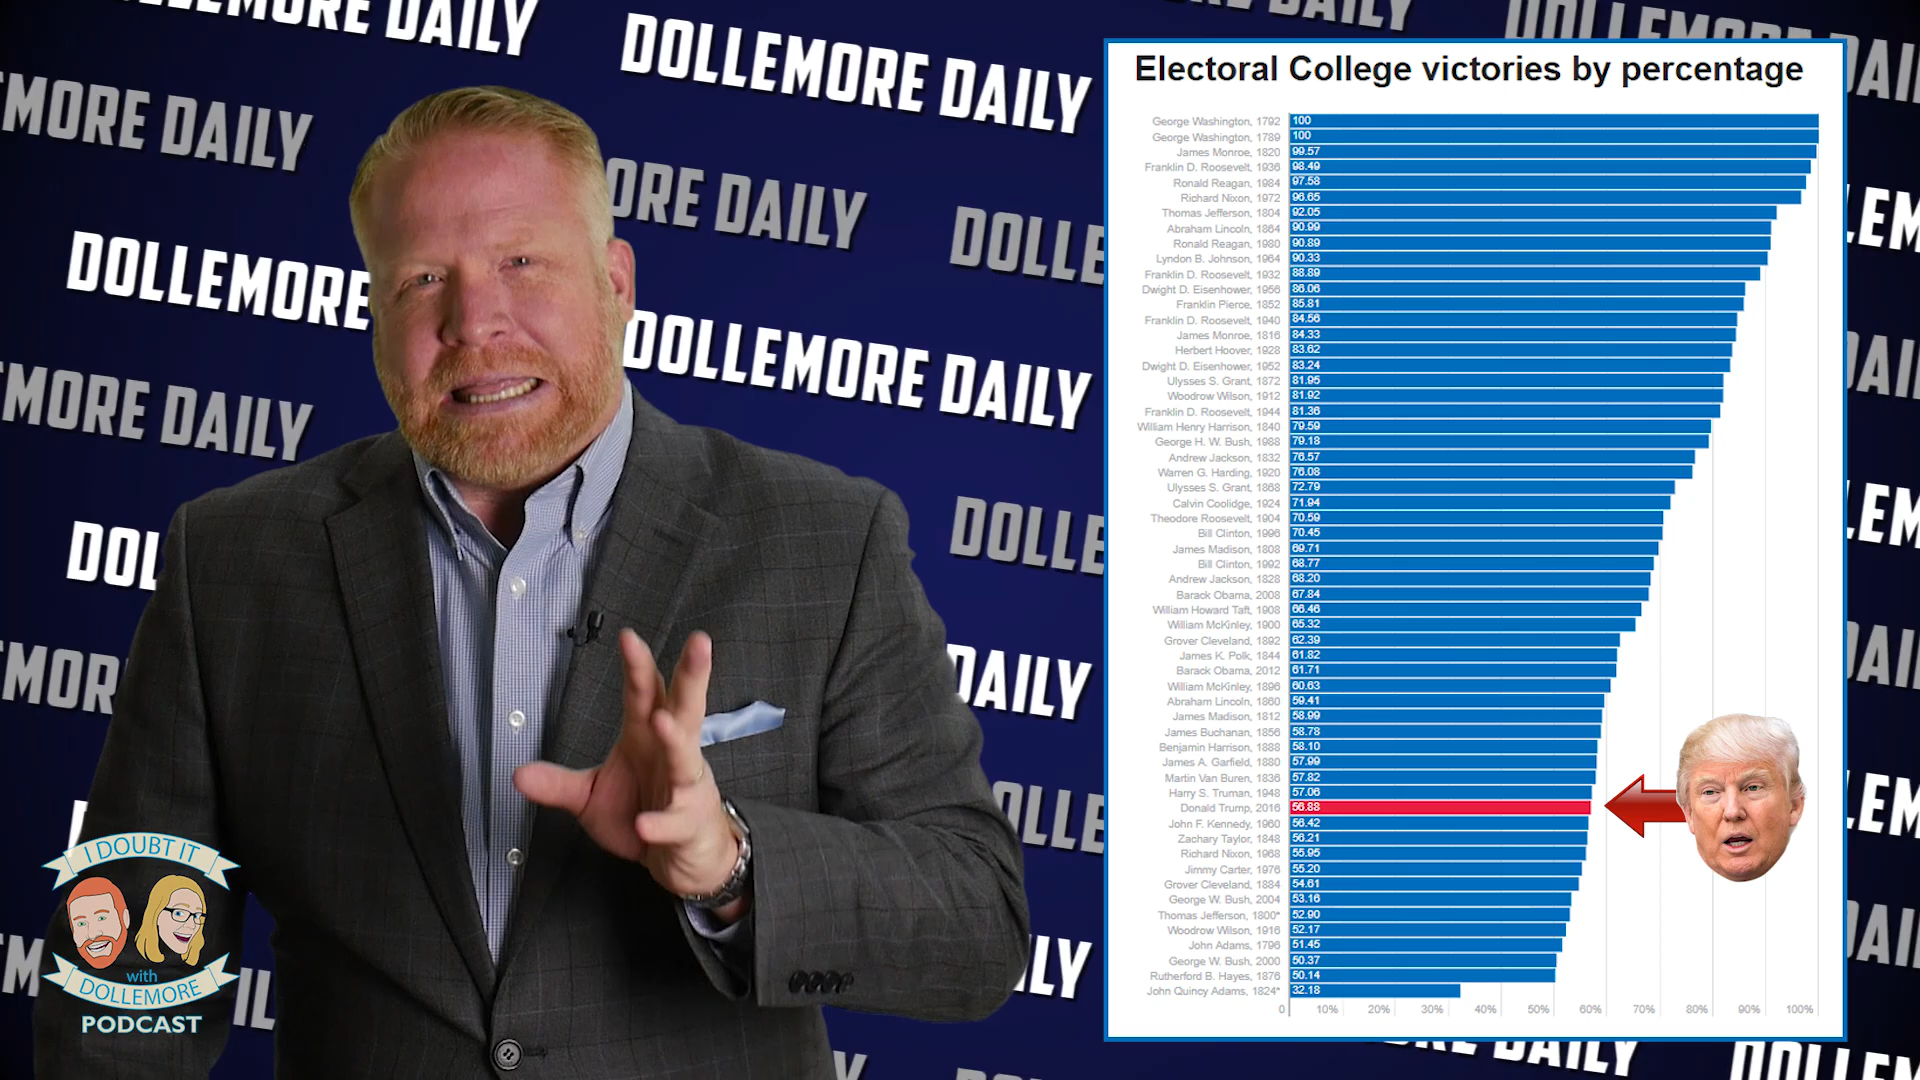 DOLLEMORE DAILY
DOLLEMORE DAILY
MORE DAILY
ORE DAILY
DOLLE
DOLLEMORE
DOLLEMORE DAILY
MORE DAILY
DOLLE
DOL
DAILY
I DOUBT IT
with
DOLLEMORE
PODCAST
Electoral College victories by percentage
George Washington, 1792 100
George Washington, 1789 100
James Monroe, 1820 99.57
Franklin D. Roosevelt, 1936 98.49
Ronald Reagan, 1984 97.58
Richard Nixon, 1972 96.65
Thomas Jefferson, 1804 92.05
Abraham Lincoln, 1864 90.99
Ronald Reagan, 1980 90.89
Lyndon B. Johnson, 1964 90.33
Franklin D. Roosevelt, 1932 88.89
Dwight D. Eisenhower, 1956 86.06
Franklin Pierce, 1852 85.81
Franklin D. Roosevelt, 1940 84.56
James Monroe, 1816 84.33
Herbert Hoover, 1928 83.62
Dwight D. Eisenhower, 1952 83.24
Ulysses S. Grant, 1872 81.95
Woodrow Wilson, 1912 81.92
Franklin D. Roosevelt, 1944 81.36
William Henry Harrison, 1840 79.59
George H. W. Bush, 1988 79.18
Andrew Jackson, 1832 76.57
Warren G. Harding, 1920 76.08
Ulysses S. Grant, 1868 72.79
Calvin Coolidge, 1924 71.94
Theodore Roosevelt, 1904 70.59
Bill Clinton, 1996 70.45
James Madison, 1808 69.71
Bill Clinton, 1992 68.77
Andrew Jackson, 1828 68.20
Barack Obama, 2008 67.84
William Howard Taft, 1908 66.46
William McKinley, 1900 65.32
Grover Cleveland, 1892 62.39
James K. Polk, 1844 61.82
Barack Obama, 2012 61.71
William McKinley, 1896 60.63
Abraham Lincoln, 1860 59.41
James Madison, 1812 58.99
James Buchanan, 1856 58.78
Benjamin Harrison, 1888 58.10
James A. Garfield, 1880 57.99
Martin Van Buren, 1836 57.82
Harry S. Truman, 1948 57.06
Donald Trump, 2016 56.88
John F. Kennedy, 1960 56.42
Zachary Taylor, 1848 56.21
Richard Nixon, 1968 55.95
Jimmy Carter, 1976 55.20
Grover Cleveland, 1884 54.61
George W. Bush, 2004 53.16
Thomas Jefferson, 1800* 52.90
Woodrow Wilson, 1916 52.17
John Adams, 1796 51.45
George W. Bush, 2000 50.37
Rutherford B. Hayes, 1876 50.14
John Quincy Adams, 1824* 32.18
0 10% 20% 30% 40% 50% 60% 70% 80% 90% 100%